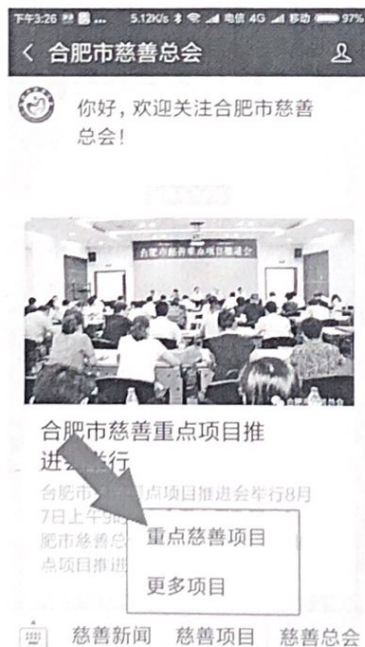 下午3:26 ... 5.12K/s 电信 4G 移动 97%
合肥市慈善总会
你好，欢迎关注合肥市慈善
总会！
合肥市慈善重点项目推进会
合肥市慈善重点项目推
进会举行
合肥市 点项目推进会举行8月
7日上午9时
肥市慈善总
点项目推进
重点慈善项目
更多项目
慈善新闻 慈善项目 慈善总会